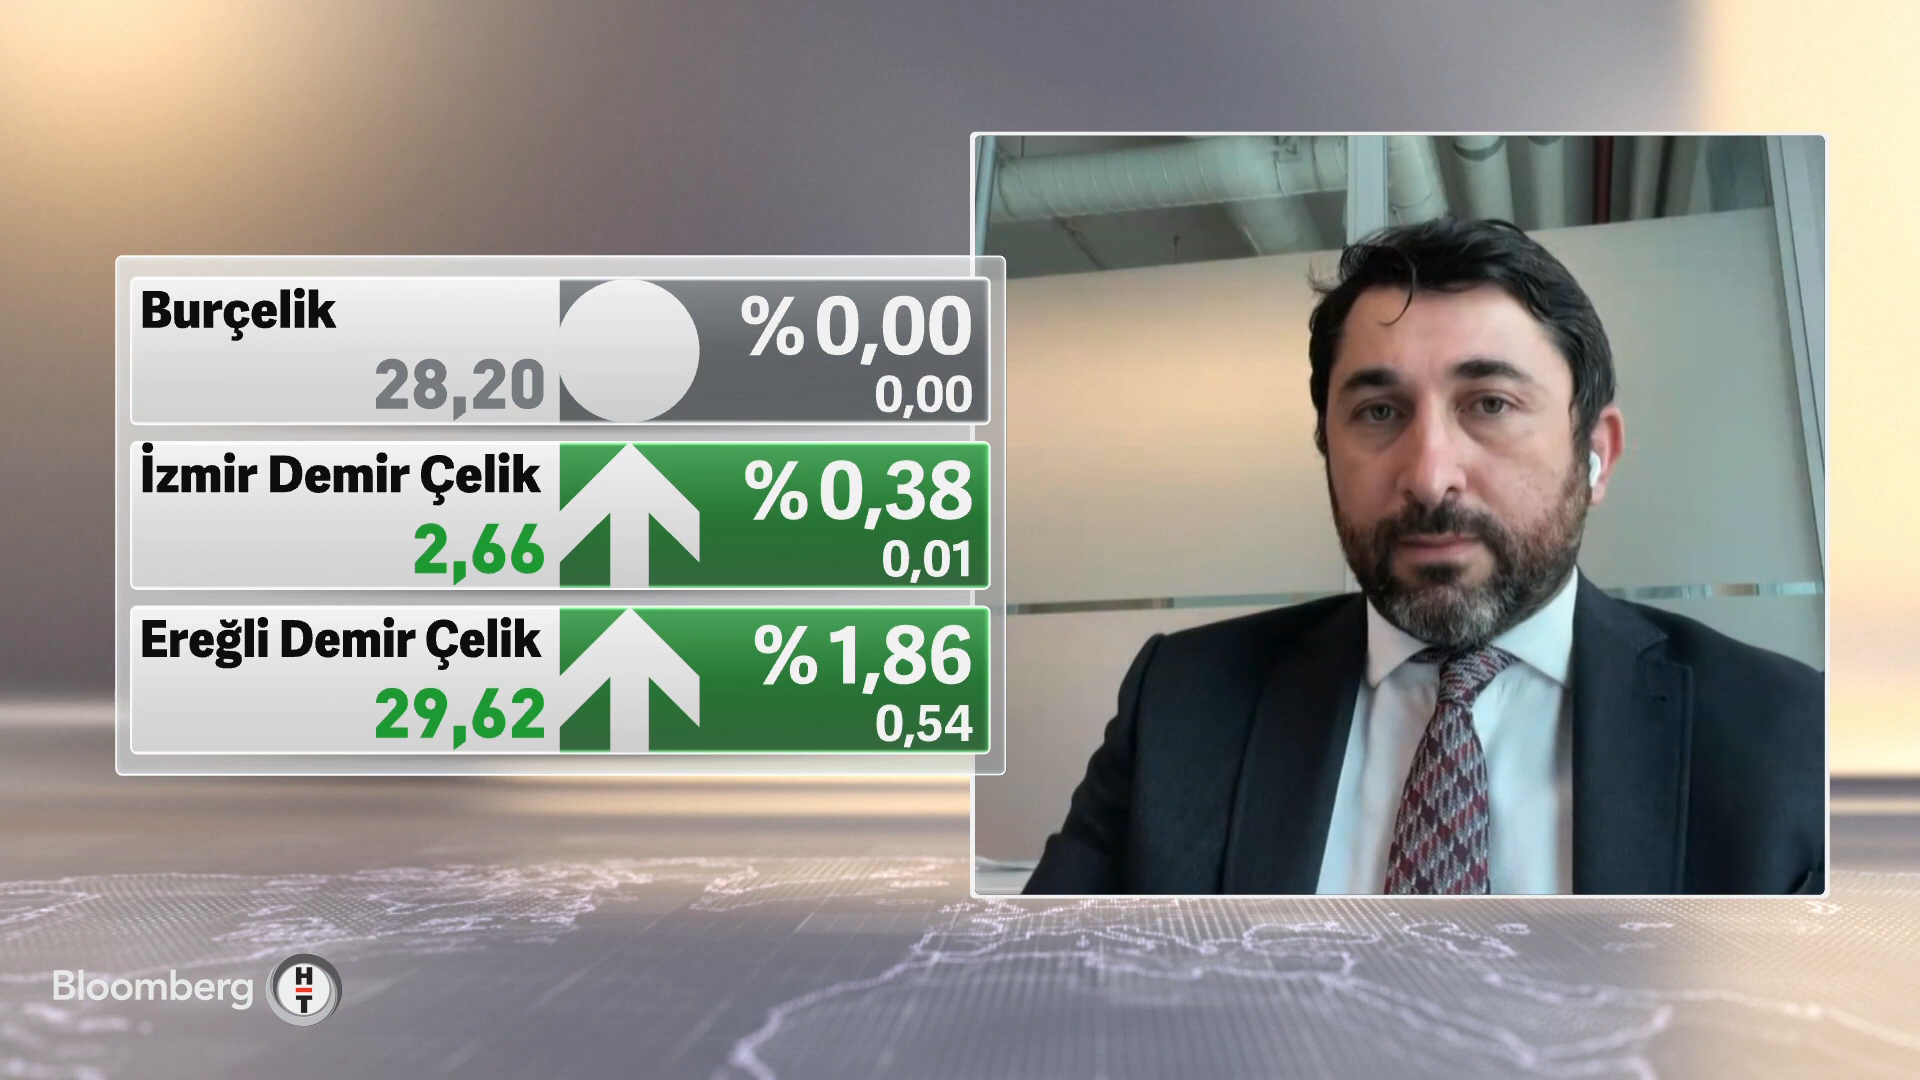 Burçelik
28,20
%0,00
0,00
İzmir Demir Çelik
2,66
%0,38
0,01
Ereğli Demir Çelik
29,62
%1,86
0,54
Bloomberg HT